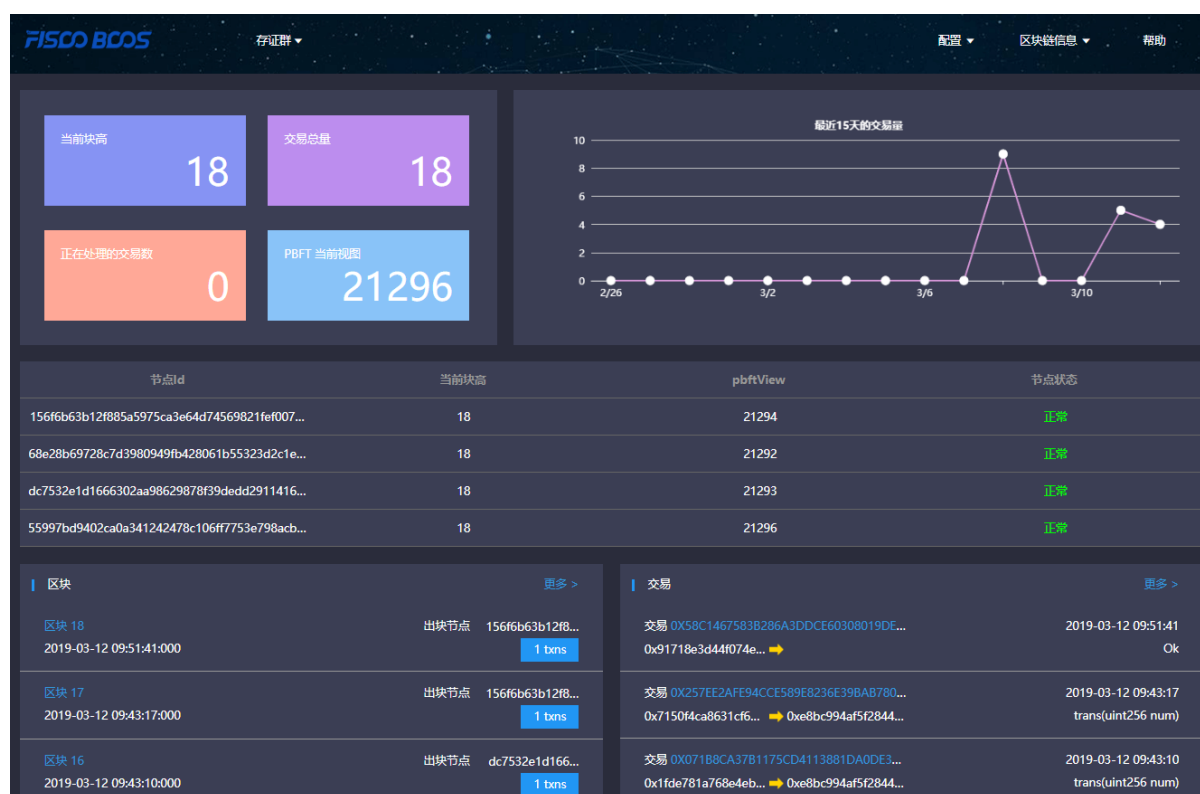 FISCO BCOS 存证群 配置 区块链信息 帮助
当前块高
18
交易总量
18
正在处理的交易数
0
PBFT 当前视图
21296
最近15天的交易量
10
8
6
4
2
0
2/26 3/2 3/6 3/10
节点Id 当前块高 pbftView 节点状态
156f6b63b12f885a5975ca3e64d74569821fef007... 18 21294 正常
68e28b69728c7d3980949fb428061b55323d2c1e... 18 21292 正常
dc7532e1d1666302aa98629878f39dedd2911416... 18 21293 正常
55997bd9402ca0a341242478c106ff7753e798acb... 18 21296 正常
区块 更多 >
区块 18 出块节点 156f6b63b12f8...
2019-03-12 09:51:41:000 1 txns
区块 17 出块节点 156f6b63b12f8...
2019-03-12 09:43:17:000 1 txns
区块 16 出块节点 dc7532e1d166...
2019-03-12 09:43:10:000 1 txns
交易 更多 >
交易 0X58C1467583B286A3DDCE60308019DE... 2019-03-12 09:51:41
0x91718e3d44f074e... Ok
交易 0X257EE2AFE94CCE589E8236E39BAB780... 2019-03-12 09:43:17
0x7150f4ca8631cf6... 0xe8bc994af5f2844... trans(uint256 num)
交易 0X071B8CA37B1175CD4113881DA0DE3... 2019-03-12 09:43:10
0x1fde781a768e4eb... 0xe8bc994af5f2844... trans(uint256 num)